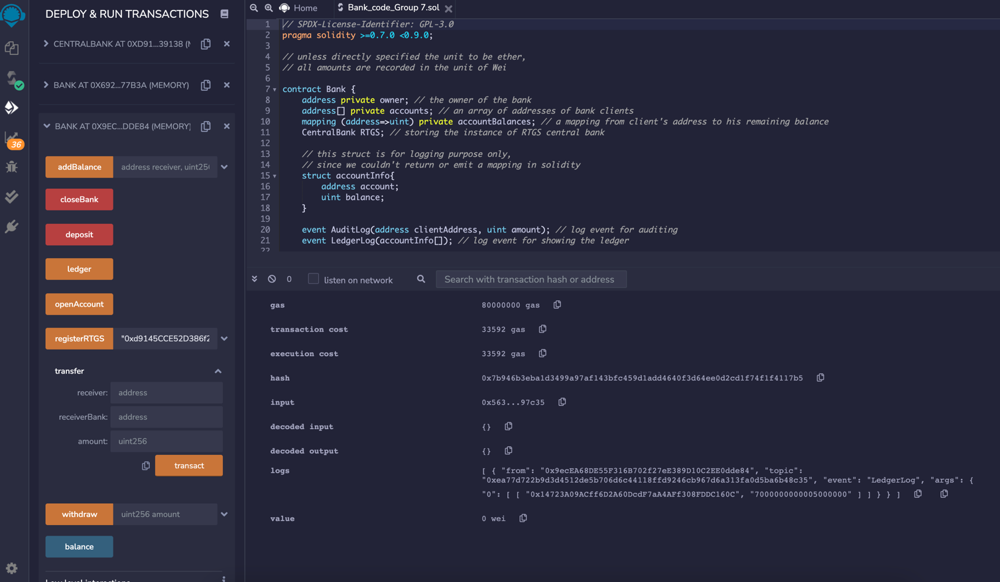 DEPLOY & RUN TRANSACTIONS
CENTRALBANK AT 0XD91...39138 (M
BANK AT 0X692...77B3A (MEMORY)
BANK AT 0X9EC...DDE84 (MEMORY)
36
addBalance address receiver, uint256
closeBank
deposit
ledger
openAccount
registerRTGS "0xd9145CCE52D386f2
transfer
receiver: address
receiverBank: address
amount: uint256
transact
withdraw uint256 amount
balance
Low level interactions
Home
Bank_code_Group 7.sol
1 // SPDX-License-Identifier: GPL-3.0
2 pragma solidity >=0.7.0 <0.9.0;
3
4 // unless directly specified the unit to be ether,
5 // all amounts are recorded in the unit of Wei
6
7 contract Bank {
8 address private owner; // the owner of the bank
9 address[] private accounts; // an array of addresses of bank clients
10 mapping (address=>uint) private accountBalances; // a mapping from client's address to his remaining balance
11 CentralBank RTGS; // storing the instance of RTGS central bank
12
13 // this struct is for logging purpose only,
14 // since we couldn't return or emit a mapping in solidity
15 struct accountInfo{
16 address account;
17 uint balance;
18 }
19
20 event AuditLog(address clientAddress, uint amount); // log event for auditing
21 event LedgerLog(accountInfo[]); // log event for showing the ledger
22
0 listen on network Search with transaction hash or address
gas 80000000 gas
transaction cost 33592 gas
execution cost 33592 gas
hash 0x7b946b3eba1d3499a97af143bfc459d1add4640f3d64ee0d2cd1f74f1f4117b5
input 0x563...97c35
decoded input {}
decoded output {}
logs [ { "from": "0x9ecEA68DE55F316B702f27eE389D10C2EE0dde84", "topic":
"0xea77d722b9d3d4512de5b706d6c44118ffd9246cb967d6a313fa0d5ba6b48c35", "event": "LedgerLog", "args": {
"0": [ [ "0x14723A09ACff6D2A60DcdF7aA4AFf308FDDC160C", "7000000000005000000" ] ] } } ]
value 0 wei